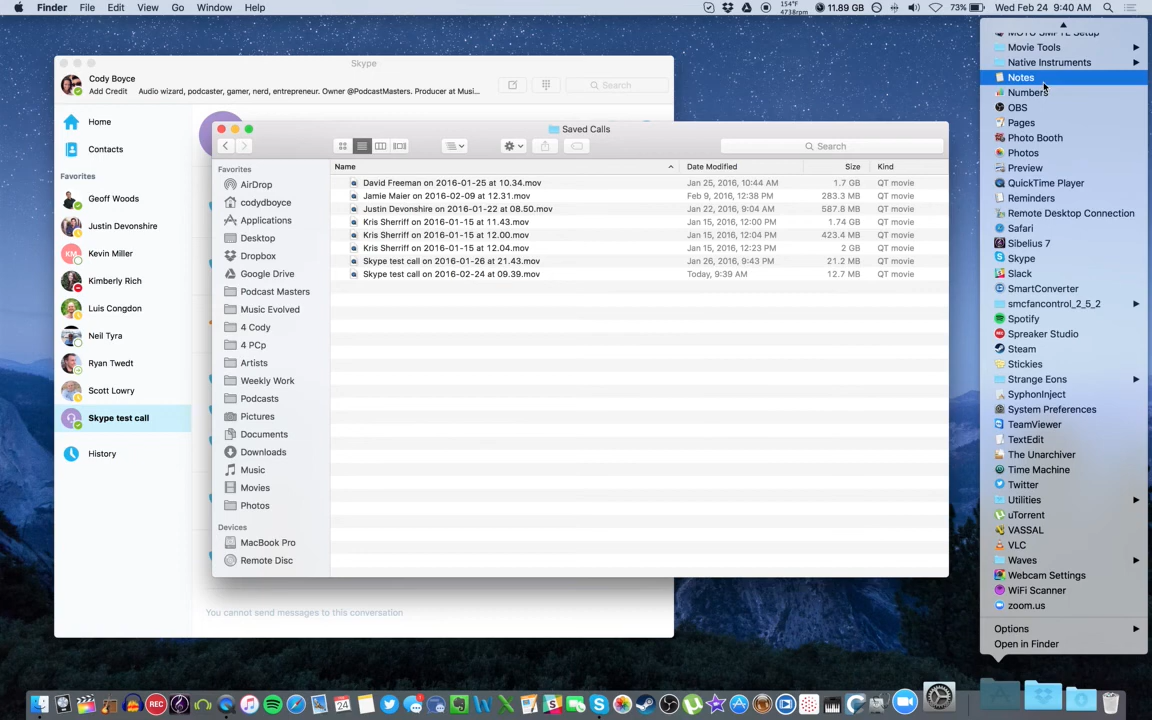 Finder File Edit View Go Window Help
154°F 4738rpm 11.89 GB 73% Wed Feb 24 9:40 AM
Skype
Cody Boyce
Add Credit Audio wizard, podcaster, gamer, nerd, entrepreneur. Owner @PodcastMasters. Producer at Musi...
Search
Home
Contacts
Favorites
Geoff Woods
Justin Devonshire
KM Kevin Miller
Kimberly Rich
Luis Congdon
Neil Tyra
Ryan Twedt
Scott Lowry
Skype test call
History
You cannot send messages to this conversation
Saved Calls
Search
Favorites
AirDrop
codydboyce
Applications
Desktop
Dropbox
Google Drive
Podcast Masters
Music Evolved
4 Cody
4 PCp
Artists
Weekly Work
Podcasts
Pictures
Documents
Downloads
Music
Movies
Photos
Devices
MacBook Pro
Remote Disc
Name Date Modified Size Kind
David Freeman on 2016-01-25 at 10.34.mov Jan 25, 2016, 10:44 AM 1.7 GB QT movie
Jamie Maier on 2016-02-09 at 12.31.mov Feb 9, 2016, 12:38 PM 283.3 MB QT movie
Justin Devonshire on 2016-01-22 at 08.50.mov Jan 22, 2016, 9:04 AM 587.8 MB QT movie
Kris Sherriff on 2016-01-15 at 11.43.mov Jan 15, 2016, 12:00 PM 1.74 GB QT movie
Kris Sherriff on 2016-01-15 at 12.00.mov Jan 15, 2016, 12:04 PM 423.4 MB QT movie
Kris Sherriff on 2016-01-15 at 12.04.mov Jan 15, 2016, 12:23 PM 2 GB QT movie
Skype test call on 2016-01-26 at 21.43.mov Jan 26, 2016, 9:43 PM 21.2 MB QT movie
Skype test call on 2016-02-24 at 09.39.mov Today, 9:39 AM 12.7 MB QT movie
MOTU SMPTE Setup
Movie Tools
Native Instruments
Notes
Numbers
OBS
Pages
Photo Booth
Photos
Preview
QuickTime Player
Reminders
Remote Desktop Connection
Safari
Sibelius 7
Skype
Slack
SmartConverter
smcfancontrol_2_5_2
Spotify
Spreaker Studio
Steam
Stickies
Strange Eons
SyphonInject
System Preferences
TeamViewer
TextEdit
The Unarchiver
Time Machine
Twitter
Utilities
uTorrent
VASSAL
VLC
Waves
Webcam Settings
WiFi Scanner
zoom.us
Options
Open in Finder
REC
24